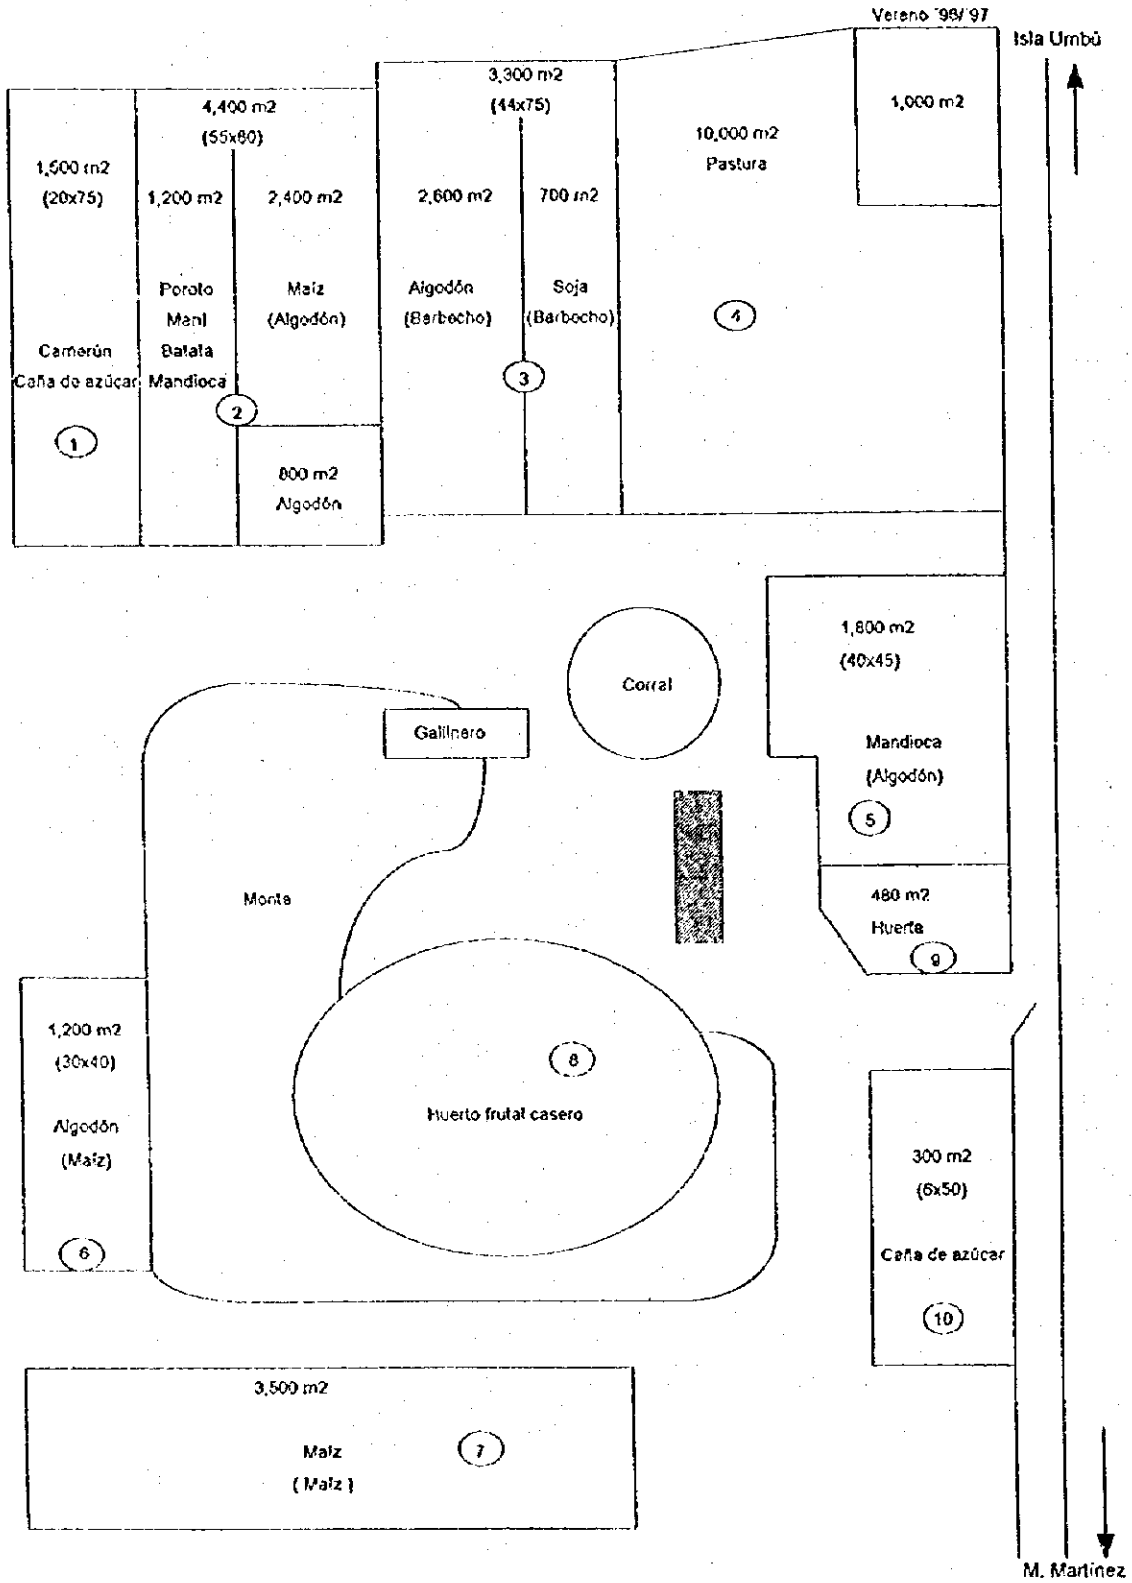 Verano '96/'97
Isla Umbú
1,500 m2
(20x75)
Camerún
Caña de azúçar
1
4,400 m2
(55x80)
1,200 m2
Poroto
Maní
Batata
Mandioca
2
2,400 m2
Maíz
(Algodón)
800 m2
Algodón
3,300 m2
(44x75)
2,600 m2
Algodón
(Barbecho)
700 m2
Soja
(Barbecho)
3
10,000 m2
Pastura
4
1,000 m2
1,800 m2
(40x45)
Mandioca
(Algodón)
5
Corral
Gallinero
Monte
480 m2
Huerta
9
1,200 m2
(30x40)
Algodón
(Maíz)
6
8
Huerto frutal casero
300 m2
(6x50)
Caña de azúcar
10
3,500 m2
Maíz
( Maíz )
7
M. Martínez